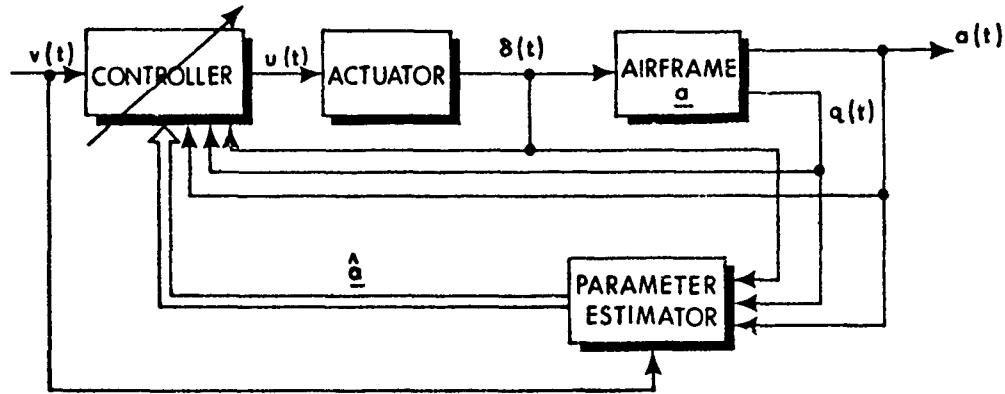 v(t)
CONTROLLER
u(t)
ACTUATOR
δ(t)
AIRFRAME
a
a(t)
q(t)
â
PARAMETER
ESTIMATOR